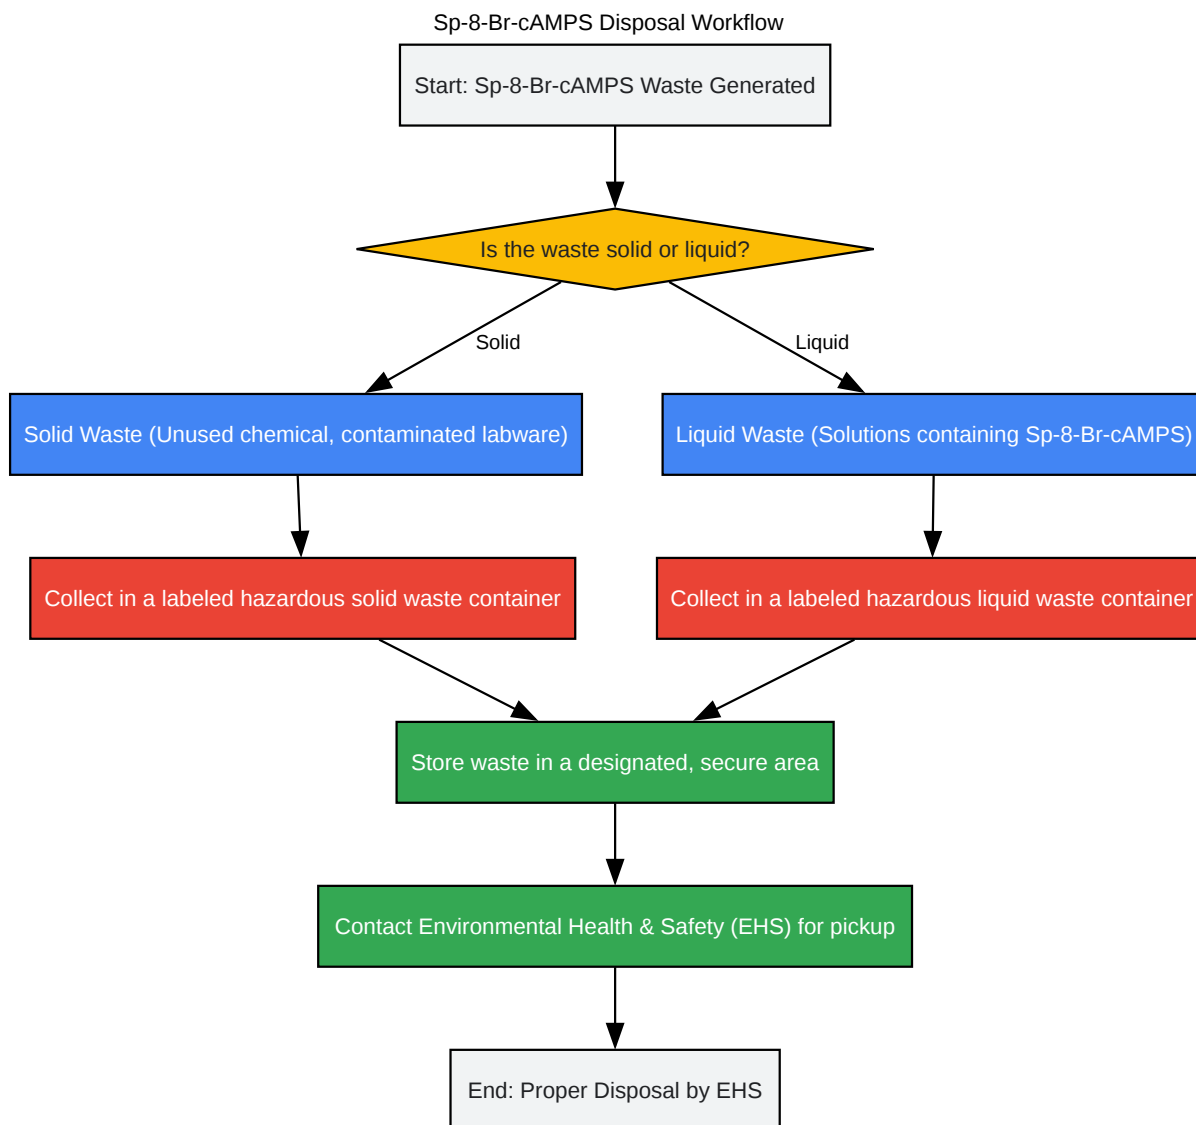 Sp-8-Br-cAMPS Disposal Workflow
Start: Sp-8-Br-cAMPS Waste Generated
Is the waste solid or liquid?
Solid
Liquid
Solid Waste (Unused chemical, contaminated labware)
Liquid Waste (Solutions containing Sp-8-Br-cAMPS)
Collect in a labeled hazardous solid waste container
Collect in a labeled hazardous liquid waste container
Store waste in a designated, secure area
Contact Environmental Health & Safety (EHS) for pickup
End: Proper Disposal by EHS